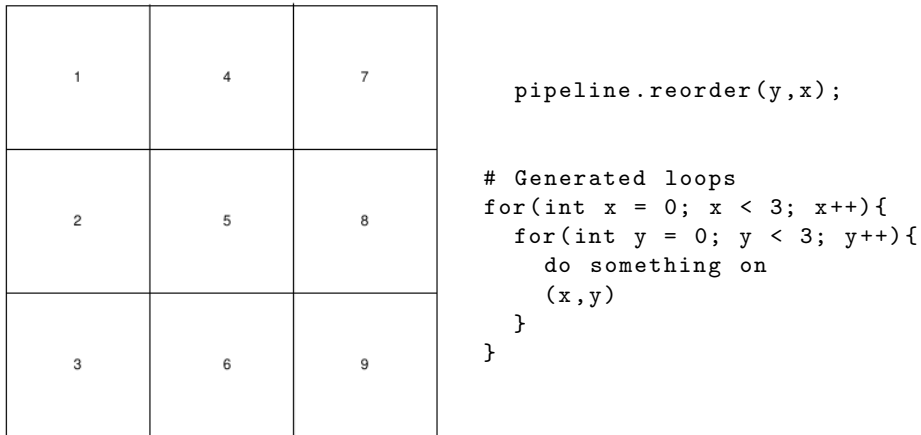 1 4 7
2 5 8
3 6 9
pipeline.reorder(y,x);
# Generated loops
for(int x = 0; x < 3; x++){
for(int y = 0; y < 3; y++){
do something on
(x,y)
}
}